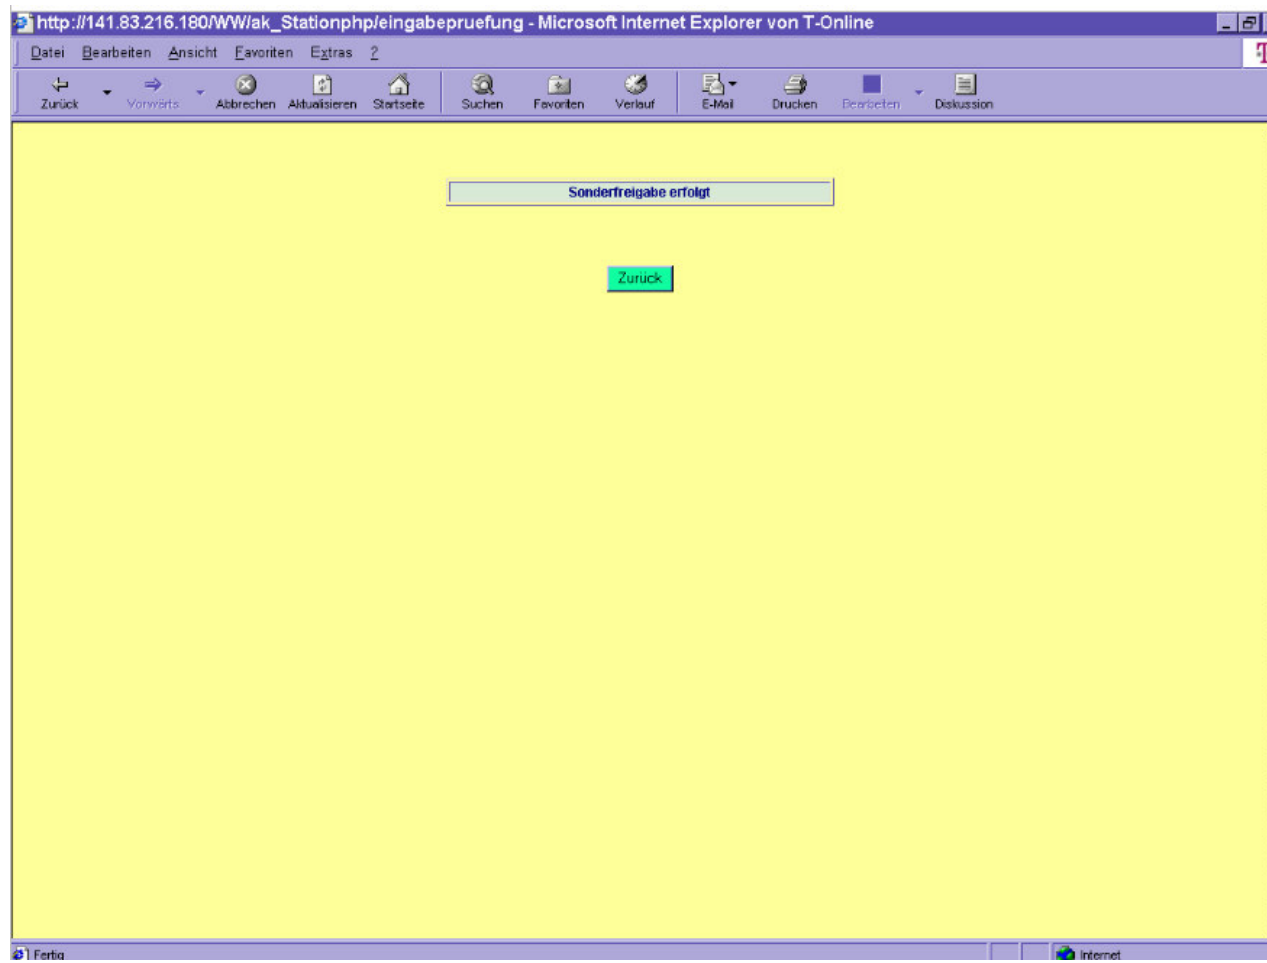 http://141.83.216.180/WW/ak_Stationphp/eingabepruefung - Microsoft Internet Explorer von T-Online
Datei Bearbeiten Ansicht Favoriten Extras ?
T
Zurück Vorwärts Abbrechen Aktualisieren Startseite Suchen Favoriten Verlauf E-Mail Drucken Bearbeiten Diskussion
Sonderfreigabe erfolgt
Zurück
Fertig Internet